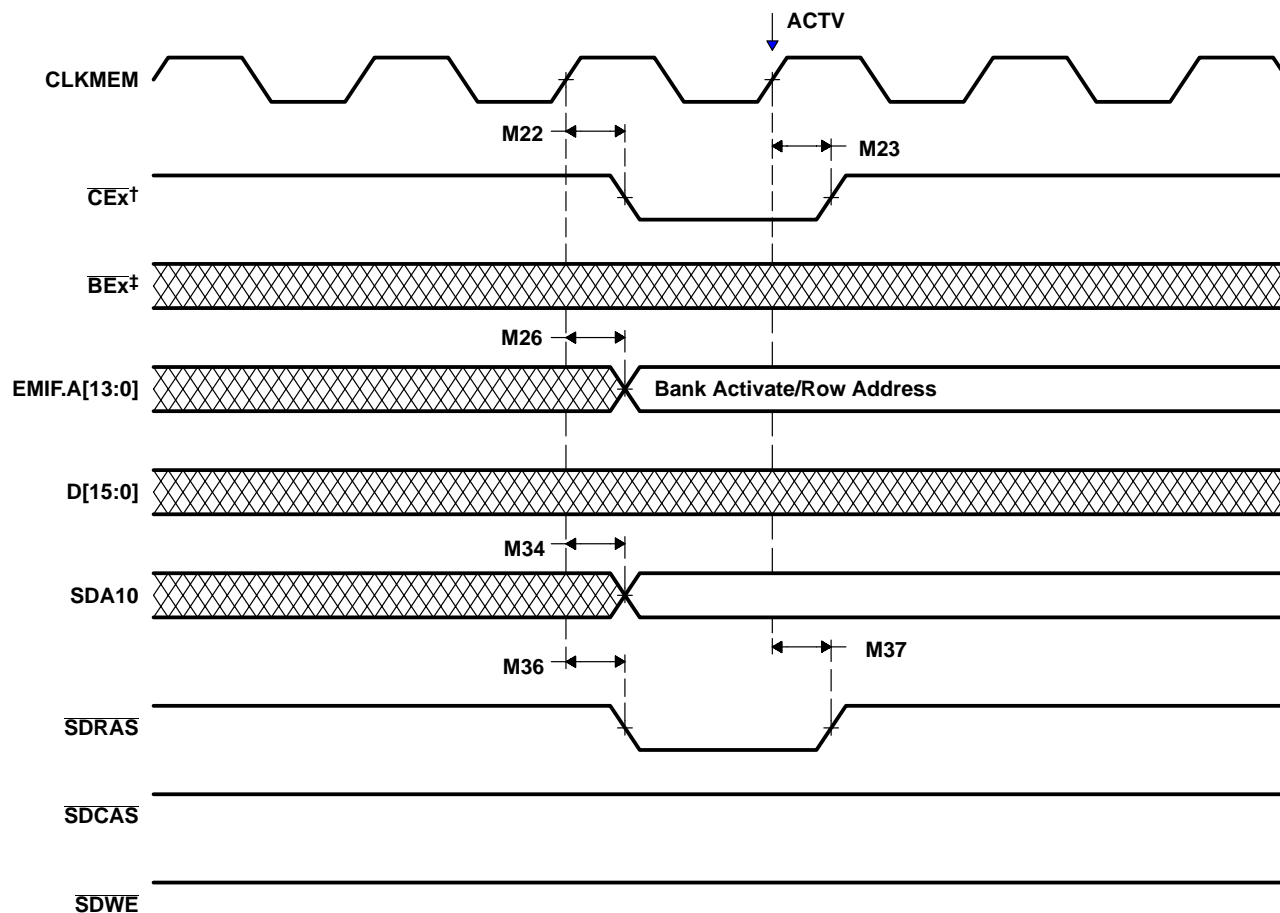 ACTV
CLKMEM
M22
M23
CEx†
BEx‡
M26
EMIF.A[13:0]
Bank Activate/Row Address
D[15:0]
M34
SDA10
M37
M36
SDRAS
SDCAS
SDWE